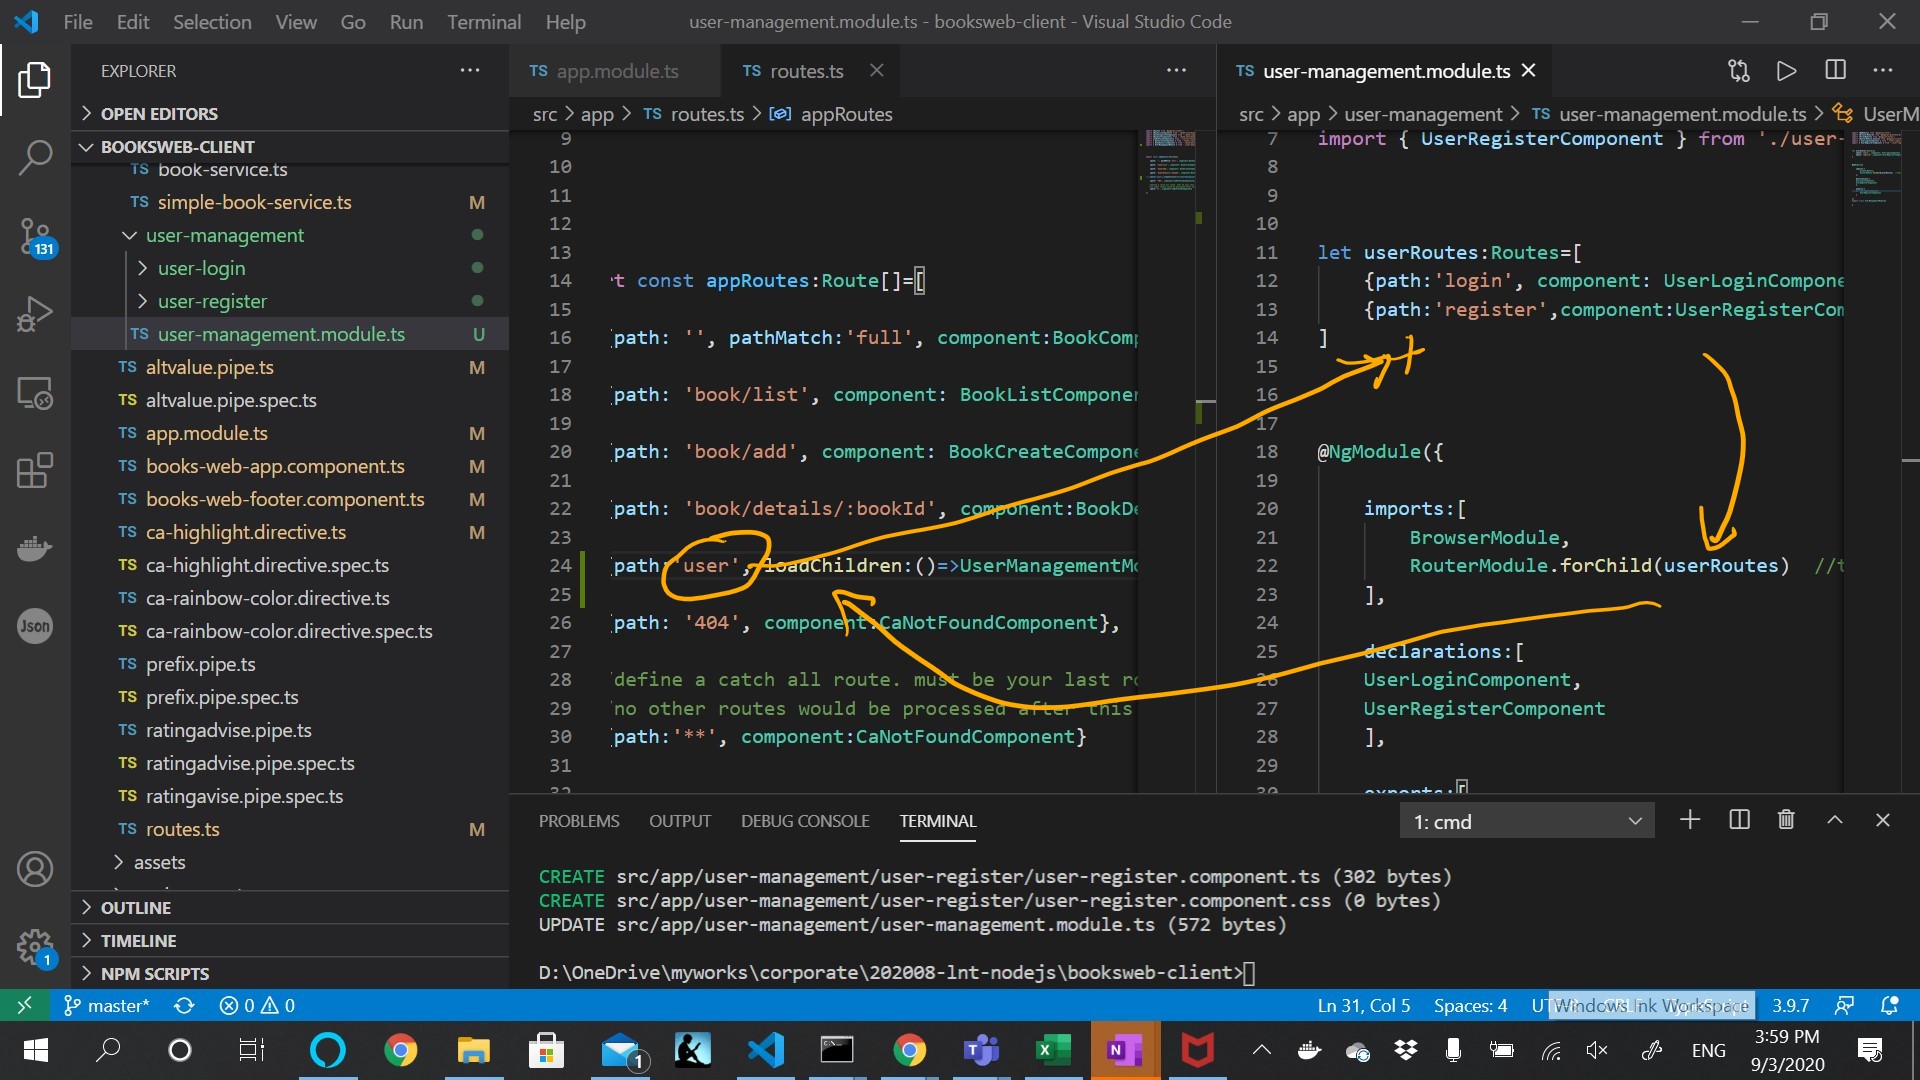 File Edit Selection View Go Run Terminal Help
user-management.module.ts - booksweb-client - Visual Studio Code
EXPLORER
OPEN EDITORS
BOOKSWEB-CLIENT
TS book-service.ts
TS simple-book-service.ts M
user-management
user-login
user-register
TS user-management.module.ts U
TS altvalue.pipe.ts M
TS altvalue.pipe.spec.ts
TS app.module.ts M
TS books-web-app.component.ts M
TS books-web-footer.component.ts M
TS ca-highlight.directive.ts M
TS ca-highlight.directive.spec.ts
TS ca-rainbow-color.directive.ts
TS ca-rainbow-color.directive.spec.ts
TS prefix.pipe.ts
TS prefix.pipe.spec.ts
TS ratingadvise.pipe.ts
TS ratingadvise.pipe.spec.ts
TS ratingavise.pipe.spec.ts
TS routes.ts M
assets
OUTLINE
TIMELINE
NPM SCRIPTS
131
Json
1
TS app.module.ts
TS routes.ts
src > app > TS routes.ts > appRoutes
9
10
11
12
13
14 t const appRoutes:Route[]=[
15
16 {path: '', pathMatch:'full', component:BookComp
17
18 {path: 'book/list', component: BookListComponen
19
20 {path: 'book/add', component: BookCreateCompone
21
22 {path: 'book/details/:bookId', component:BookDe
23
24 {path:'user', loadChildren:()=>UserManagementMo
25
26 {path: '404', component:CaNotFoundComponent},
27
28 /define a catch all route. must be your last ro
29 /no other routes would be processed after this
30 {path:'**', component:CaNotFoundComponent}
31
32
TS user-management.module.ts
src > app > user-management > TS user-management.module.ts > UserM
7 import { UserRegisterComponent } from './user-
8
9
10
11 let userRoutes:Routes=[
12 {path:'login', component: UserLoginCompone
13 {path:'register',component:UserRegisterCom
14 ]
15
16
17
18 @NgModule({
19
20 imports:[
21 BrowserModule,
22 RouterModule.forChild(userRoutes) //t
23 ],
24
25 declarations:[
26 UserLoginComponent,
27 UserRegisterComponent
28 ],
29
30 exports:[
PROBLEMS OUTPUT DEBUG CONSOLE TERMINAL
1: cmd
CREATE src/app/user-management/user-register/user-register.component.ts (302 bytes)
CREATE src/app/user-management/user-register/user-register.component.css (0 bytes)
UPDATE src/app/user-management/user-management.module.ts (572 bytes)
D:\OneDrive\myworks\corporate\202008-lnt-nodejs\booksweb-client>
master* 0 0
Ln 31, Col 5 Spaces: 4 Windows Ink Workspace 3.9.7
1
ENG
3:59 PM
9/3/2020